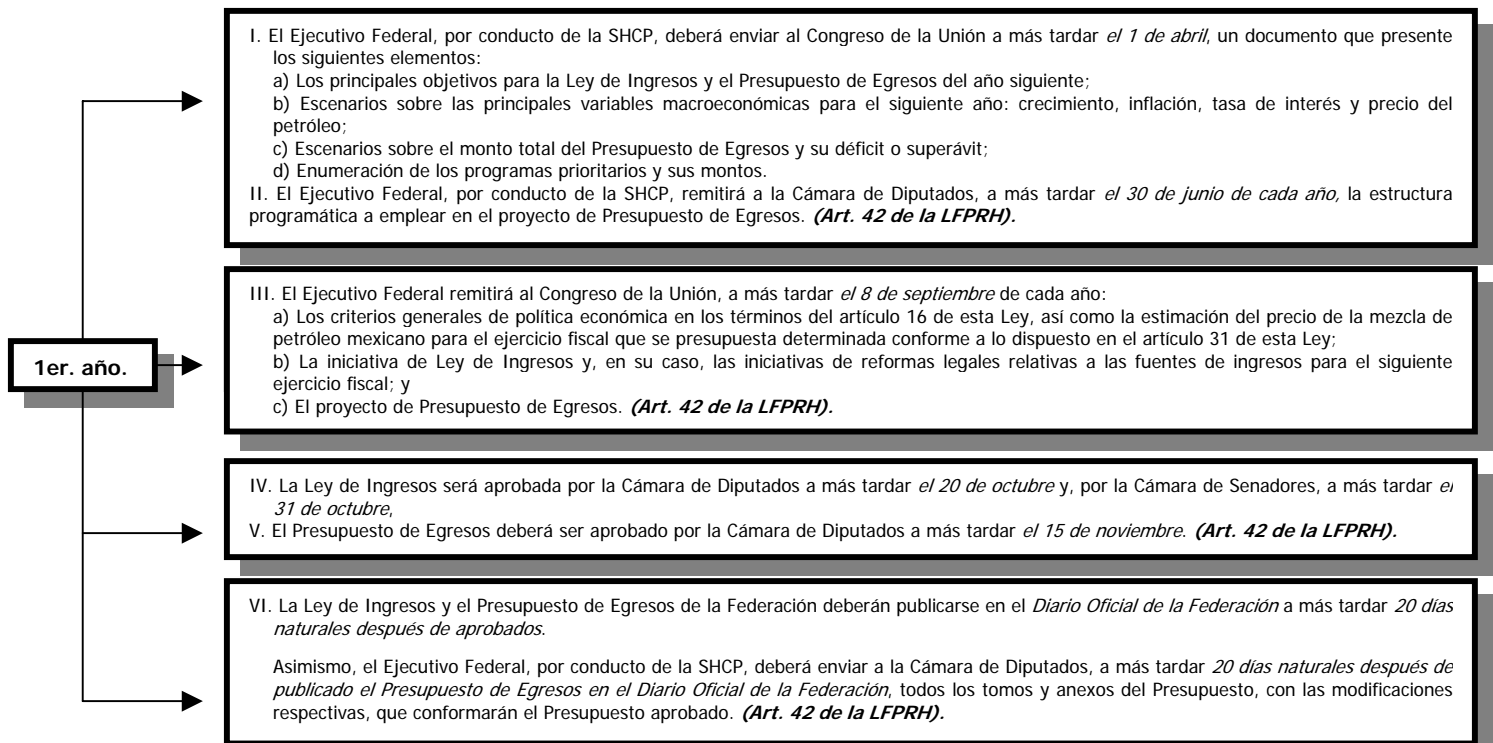 I. El Ejecutivo Federal, por conducto de la SHCP, deberá enviar al Congreso de la Unión a más tardar el 1 de abril, un documento que presente
los siguientes elementos:
a) Los principales objetivos para la Ley de Ingresos y el Presupuesto de Egresos del año siguiente;
b) Escenarios sobre las principales variables macroeconómicas para el siguiente año: crecimiento, inflación, tasa de interés y precio del
petróleo;
c) Escenarios sobre el monto total del Presupuesto de Egresos y su déficit o superávit;
d) Enumeración de los programas prioritarios y sus montos.
II. El Ejecutivo Federal, por conducto de la SHCP, remitirá a la Cámara de Diputados, a más tardar el 30 de junio de cada año, la estructura
programática a emplear en el proyecto de Presupuesto de Egresos. (Art. 42 de la LFPRH).
1er. año.
III. El Ejecutivo Federal remitirá al Congreso de la Unión, a más tardar el 8 de septiembre de cada año:
a) Los criterios generales de política económica en los términos del artículo 16 de esta Ley, así como la estimación del precio de la mezcla de
petróleo mexicano para el ejercicio fiscal que se presupuesta determinada conforme a lo dispuesto en el artículo 31 de esta Ley;
b) La iniciativa de Ley de Ingresos y, en su caso, las iniciativas de reformas legales relativas a las fuentes de ingresos para el siguiente
ejercicio fiscal; y
c) El proyecto de Presupuesto de Egresos. (Art. 42 de la LFPRH).
IV. La Ley de Ingresos será aprobada por la Cámara de Diputados a más tardar el 20 de octubre y, por la Cámara de Senadores, a más tardar el
31 de octubre,
V. El Presupuesto de Egresos deberá ser aprobado por la Cámara de Diputados a más tardar el 15 de noviembre. (Art. 42 de la LFPRH).
VI. La Ley de Ingresos y el Presupuesto de Egresos de la Federación deberán publicarse en el Diario Oficial de la Federación a más tardar 20 días
naturales después de aprobados.
Asimismo, el Ejecutivo Federal, por conducto de la SHCP, deberá enviar a la Cámara de Diputados, a más tardar 20 días naturales después de
publicado el Presupuesto de Egresos en el Diario Oficial de la Federación, todos los tomos y anexos del Presupuesto, con las modificaciones
respectivas, que conformarán el Presupuesto aprobado. (Art. 42 de la LFPRH).